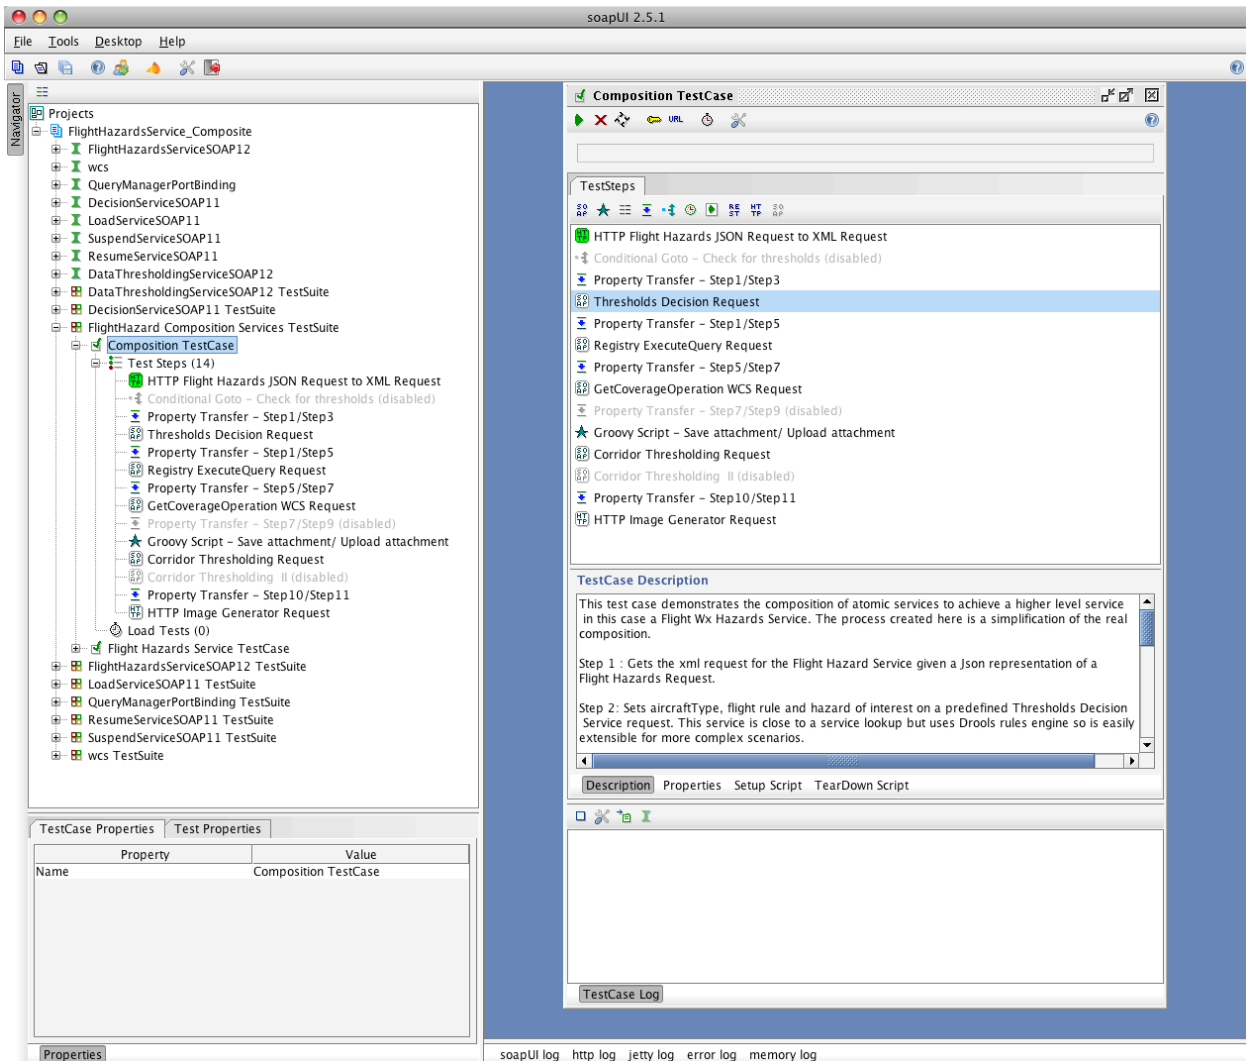 soapUI 2.5.1
File Tools Desktop Help
Navigator
Projects
FlightHazardsService_Composite
FlightHazardsServiceSOAP12
wcs
QueryManagerPortBinding
DecisionServiceSOAP11
LoadServiceSOAP11
SuspendServiceSOAP11
ResumeServiceSOAP11
DataThresholdingServiceSOAP12
DataThresholdingServiceSOAP12 TestSuite
DecisionServiceSOAP11 TestSuite
FlightHazard Composition Services TestSuite
Composition TestCase
Test Steps (14)
HTTP Flight Hazards JSON Request to XML Request
Conditional Goto - Check for thresholds (disabled)
Property Transfer - Step1/Step3
Thresholds Decision Request
Property Transfer - Step1/Step5
Registry ExecuteQuery Request
Property Transfer - Step5/Step7
GetCoverageOperation WCS Request
Property Transfer - Step7/Step9 (disabled)
Groovy Script - Save attachment/ Upload attachment
Corridor Thresholding Request
Corridor Thresholding II (disabled)
Property Transfer - Step10/Step11
HTTP Image Generator Request
Load Tests (0)
Flight Hazards Service TestCase
FlightHazardsServiceSOAP12 TestSuite
LoadServiceSOAP11 TestSuite
QueryManagerPortBinding TestSuite
ResumeServiceSOAP11 TestSuite
SuspendServiceSOAP11 TestSuite
wcs TestSuite
TestCase Properties Test Properties
Property Value
Name Composition TestCase
Properties
Composition TestCase
URL
TestSteps
HTTP Flight Hazards JSON Request to XML Request
Conditional Goto - Check for thresholds (disabled)
Property Transfer - Step1/Step3
Thresholds Decision Request
Property Transfer - Step1/Step5
Registry ExecuteQuery Request
Property Transfer - Step5/Step7
GetCoverageOperation WCS Request
Property Transfer - Step7/Step9 (disabled)
Groovy Script - Save attachment/ Upload attachment
Corridor Thresholding Request
Corridor Thresholding II (disabled)
Property Transfer - Step10/Step11
HTTP Image Generator Request
TestCase Description
This test case demonstrates the composition of atomic services to achieve a higher level service
in this case a Flight Wx Hazards Service. The process created here is a simplification of the real
composition.
Step 1 : Gets the xml request for the Flight Hazard Service given a Json representation of a
Flight Hazards Request.
Step 2: Sets aircraftType, flight rule and hazard of interest on a predefined Thresholds Decision
Service request. This service is close to a service lookup but uses Drools rules engine so is easily
extensible for more complex scenarios.
Description Properties Setup Script TearDown Script
TestCase Log
soapUI log http log jetty log error log memory log